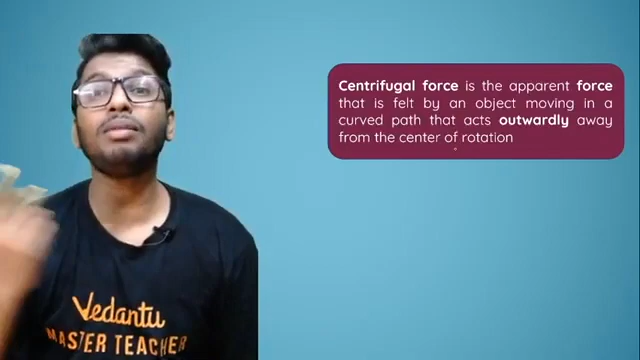 Centrifugal force is the apparent force
that is felt by an object moving in a
curved path that acts outwardly away
from the center of rotation
Vedantu
MASTER TEACHER